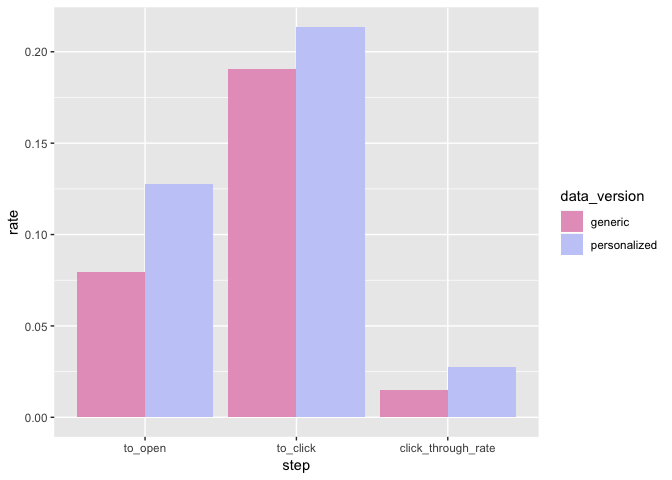 0.20
0.15
0.10
0.05
0.00
rate
to_open
to_click
click_through_rate
step
data_version
generic
personalized